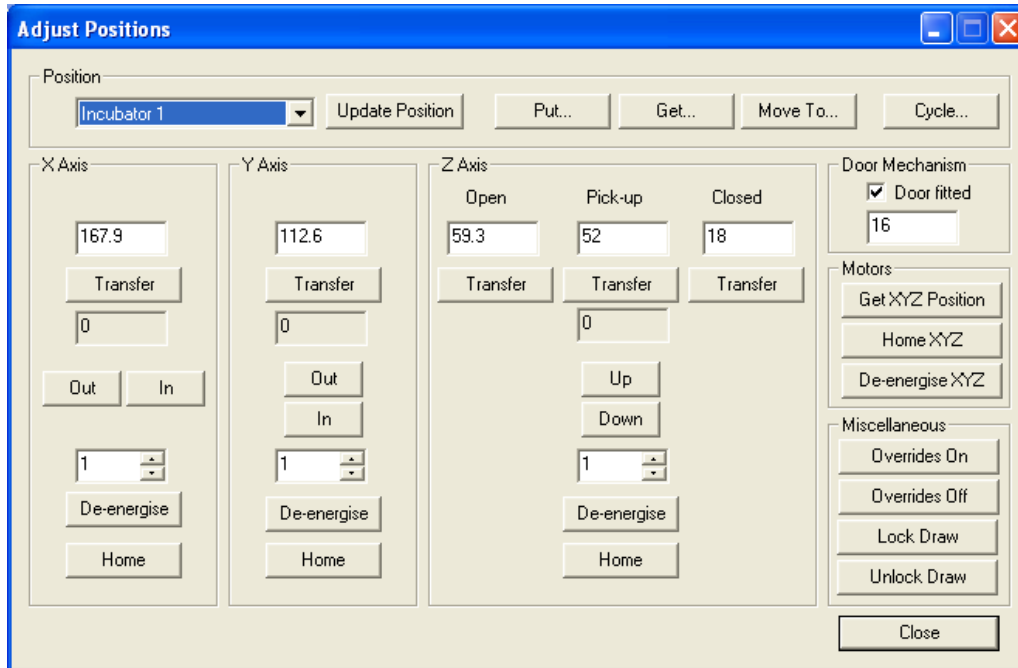 Adjust Positions
Position
Incubator 1
Update Position
Put...
Get...
Move To...
Cycle...
X Axis
167.9
Transfer
0
Out
In
1
De-energise
Home
Y Axis
112.6
Transfer
0
Out
In
1
De-energise
Home
Z Axis
Open
Pick-up
Closed
59.3
52
18
Transfer
Transfer
Transfer
0
Up
Down
1
De-energise
Home
Door Mechanism
Door fitted
16
Motors
Get XYZ Position
Home XYZ
De-energise XYZ
Miscellaneous
Overrides On
Overrides Off
Lock Draw
Unlock Draw
Close